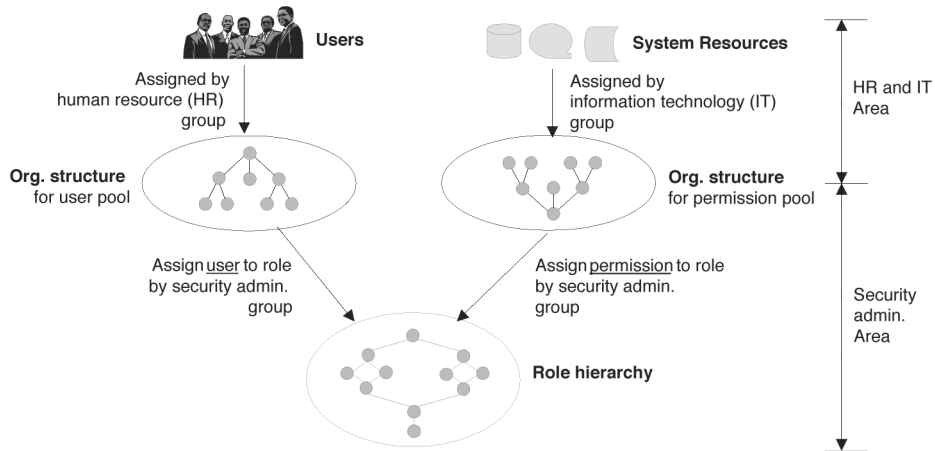 Users
System Resources
Assigned by
human resource (HR)
group
Assigned by
information technology (IT)
group
HR and IT
Area
Org. structure
for user pool
Org. structure
for permission pool
Assign user to role
by security admin.
group
Assign permission to role
by security admin.
group
Security
admin.
Area
Role hierarchy